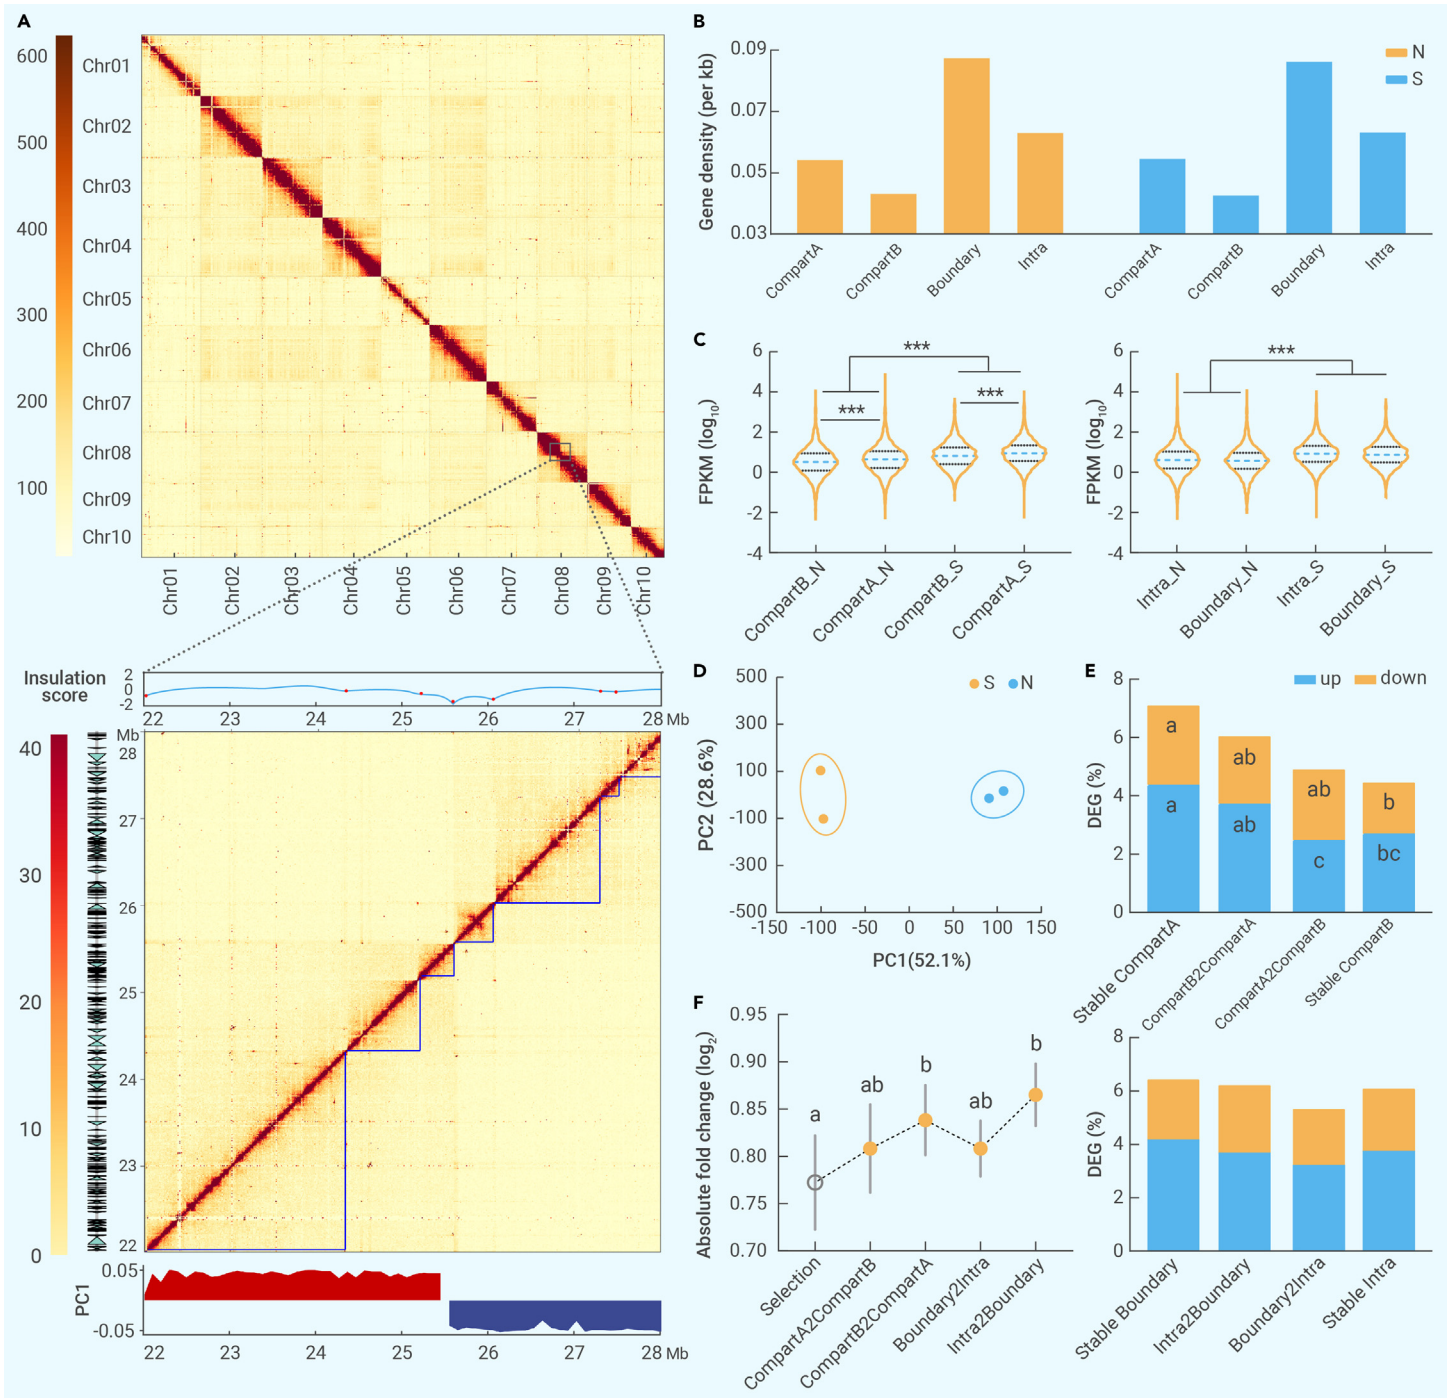 A
600
500
400
300
200
100
Chr01
Chr02
Chr03
Chr04
Chr05
Chr06
Chr07
Chr08
Chr09
Chr10
Chr01
Chr02
Chr03
Chr04
Chr05
Chr06
Chr07
Chr08
Chr09
Chr10
Insulation
score
2
0
-2
22
23
24
25
26
27
28 Mb
40
30
20
10
0
Mb
28
27
26
25
24
23
22
PC1
0.05
-0.05
22
23
24
25
26
27
28 Mb
B
Gene density (per kb)
0.09
0.07
0.05
0.03
N
S
CompartA
CompartB
Boundary
Intra
CompartA
CompartB
Boundary
Intra
C
FPKM (log10)
6
4
2
0
-2
-4
***
***
***
CompartB_N
CompartA_N
CompartB_S
CompartA_S
FPKM (log10)
6
4
2
0
-2
-4
***
Intra_N
Boundary_N
Intra_S
Boundary_S
D
PC2 (28.6%)
500
300
100
-100
-300
-500
S
N
-150
-100
-50
0
50
100
150
PC1(52.1%)
E
up
down
DEG (%)
8
6
4
2
0
a
a
ab
ab
ab
c
b
bc
Stable CompartA
CompartB2CompartA
CompartA2CompartB
Stable CompartB
DEG (%)
8
6
4
2
0
Stable Boundary
Intra2Boundary
Boundary2Intra
Stable Intra
F
Absolute fold change (log2)
0.95
0.90
0.85
0.80
0.75
0.70
a
ab
b
ab
b
Selection
CompartA2CompartB
CompartB2CompartA
Boundary2Intra
Intra2Boundary